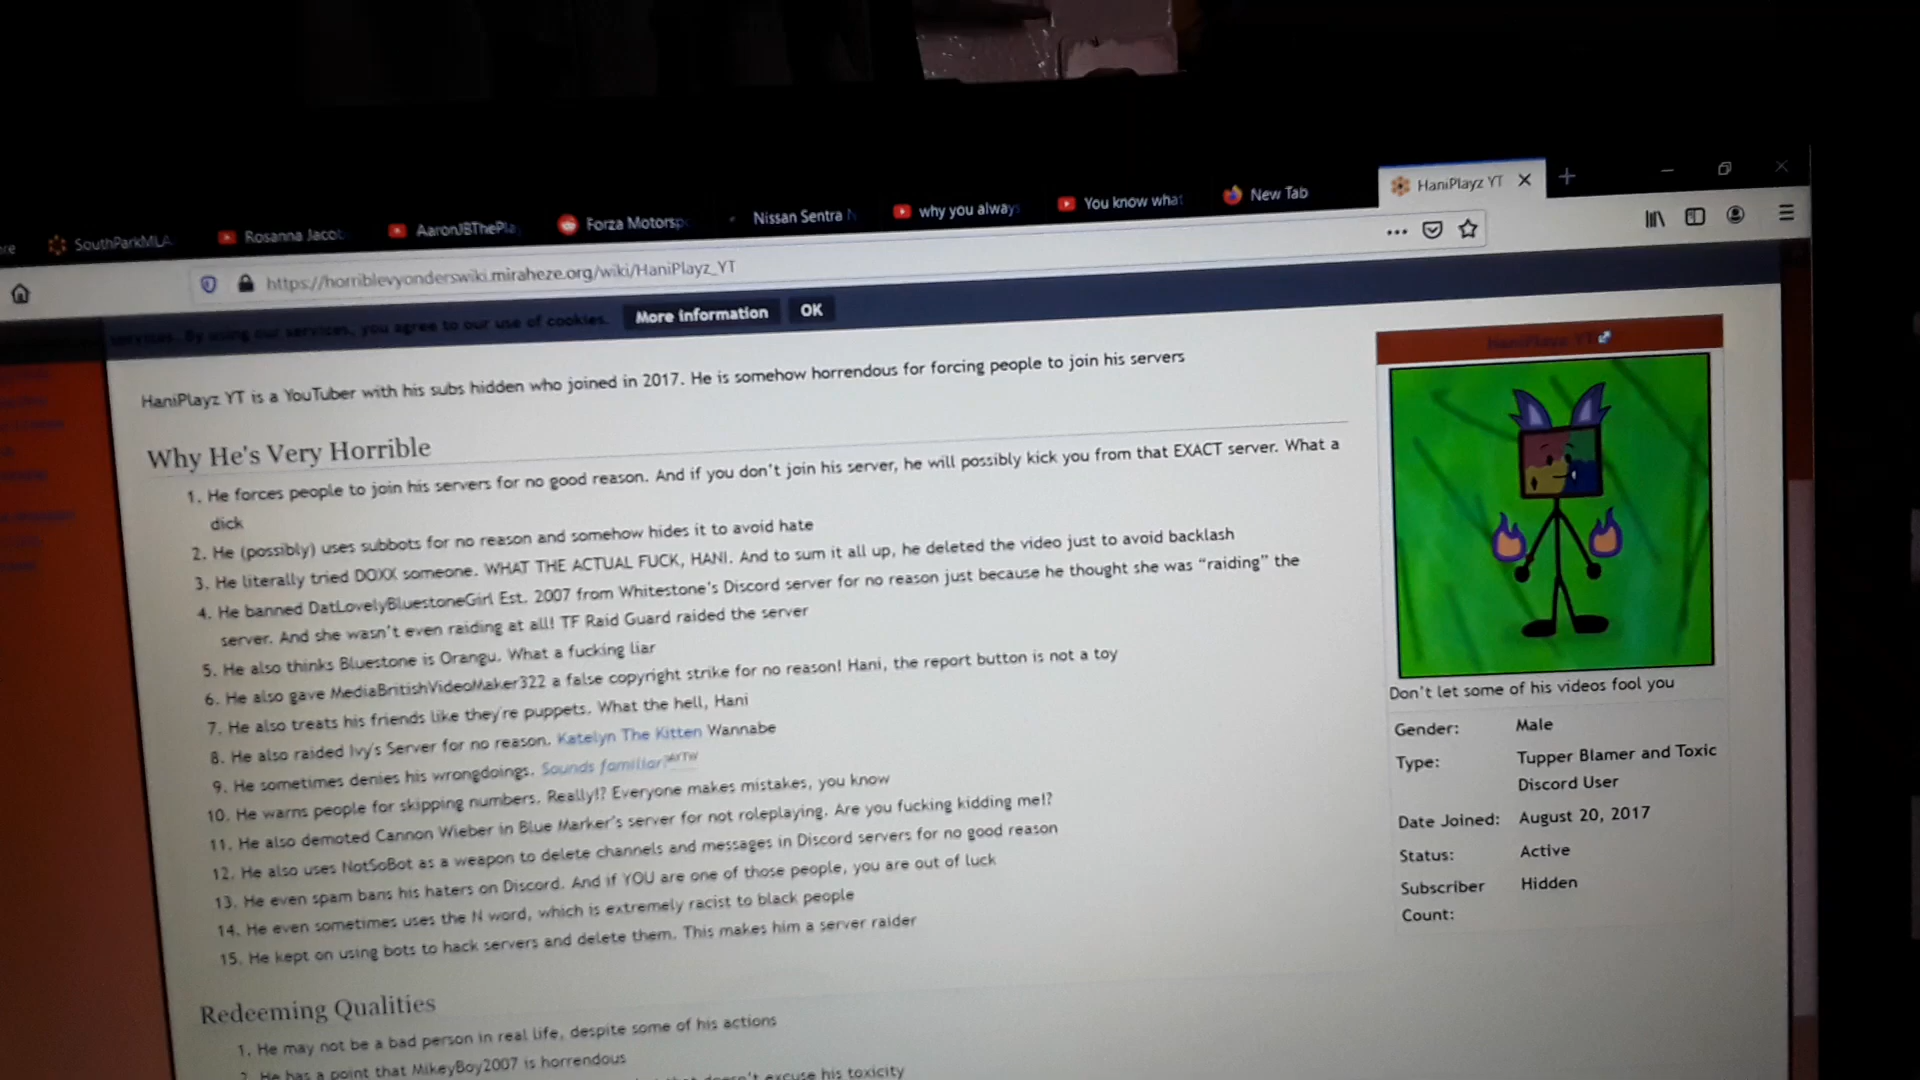 re
SouthParkMLA
Rosanna Jacob
AaronJBThePla
Forza Motorsp
Nissan Sentra N
why you always
You know what
New Tab
HaniPlayz YT
https://horriblevyonderswiki.miraheze.org/wiki/HaniPlayz_YT
services. By using our services, you agree to our use of cookies. More information OK
HaniPlayz YT is a YouTuber with his subs hidden who joined in 2017. He is somehow horrendous for forcing people to join his servers
Why He's Very Horrible
1. He forces people to join his servers for no good reason. And if you don't join his server, he will possibly kick you from that EXACT server. What a
dick
2. He (possibly) uses subbots for no reason and somehow hides it to avoid hate
3. He literally tried DOXX someone. WHAT THE ACTUAL FUCK, HANI. And to sum it all up, he deleted the video just to avoid backlash
4. He banned DatLovelyBluestoneGirl Est. 2007 from Whitestone's Discord server for no reason just because he thought she was “raiding” the
server. And she wasn't even raiding at all! TF Raid Guard raided the server
5. He also thinks Bluestone is Orangu. What a fucking liar
6. He also gave MediaBritishVideoMaker322 a false copyright strike for no reason! Hani, the report button is not a toy
7. He also treats his friends like they're puppets. What the hell, Hani
8. He also raided Ivy's Server for no reason. Katelyn The Kitten Wannabe
9. He sometimes denies his wrongdoings. Sounds familiar?
10. He warns people for skipping numbers. Really!? Everyone makes mistakes, you know
11. He also demoted Cannon Wieber in Blue Marker's server for not roleplaying. Are you fucking kidding me!?
12. He also uses NotSoBot as a weapon to delete channels and messages in Discord servers for no good reason
13. He even spam bans his haters on Discord. And if YOU are one of those people, you are out of luck
14. He even sometimes uses the N word, which is extremely racist to black people
15. He kept on using bots to hack servers and delete them. This makes him a server raider
Redeeming Qualities
1. He may not be a bad person in real life, despite some of his actions
2. He has a point that MikeyBoy2007 is horrendous
that doesn't excuse his toxicity
HaniPlayz YT
Don't let some of his videos fool you
Gender: Male
Type: Tupper Blamer and Toxic
Discord User
Date Joined: August 20, 2017
Status: Active
Subscriber Hidden
Count: